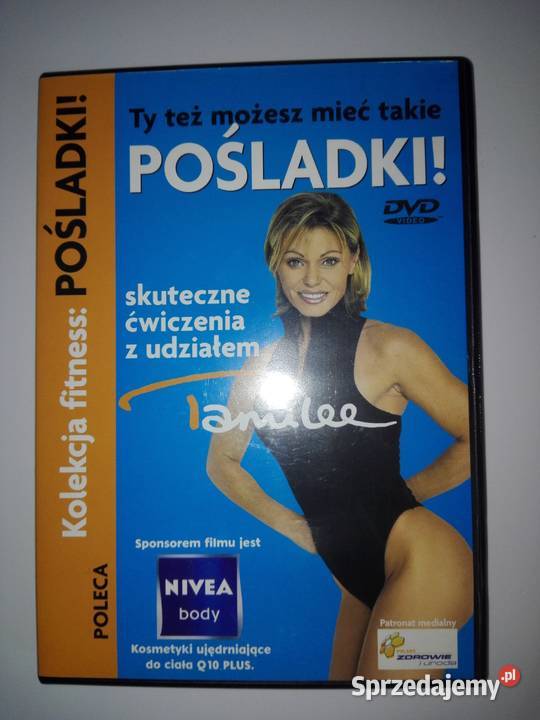 Kolekcja fitness: POŚLADKI!
POLECA
Ty też możesz mieć takie
POŚLADKI!
DVD
VIDEO
skuteczne
ćwiczenia
z udziałem
Tamilee
Sponsorem filmu jest
NIVEA
body
Kosmetyki ujędrniające
do ciała Q10 PLUS.
Patronat medialny
ZDROWIE
i uroda
Sprzedajemy.pl